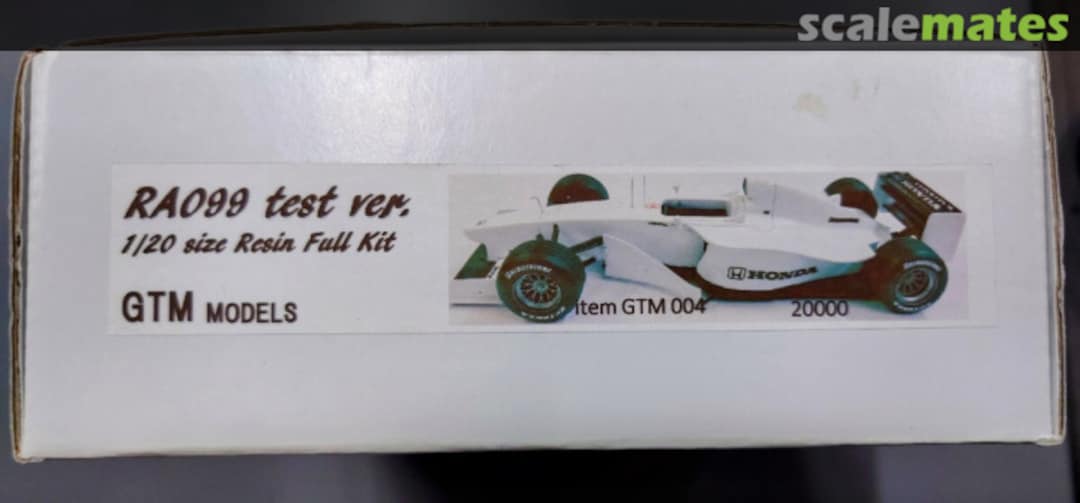 scalemates
RA099 test ver.
1/20 size Resin Full Kit
GTM MODELS
HONDA
item GTM 004 20000